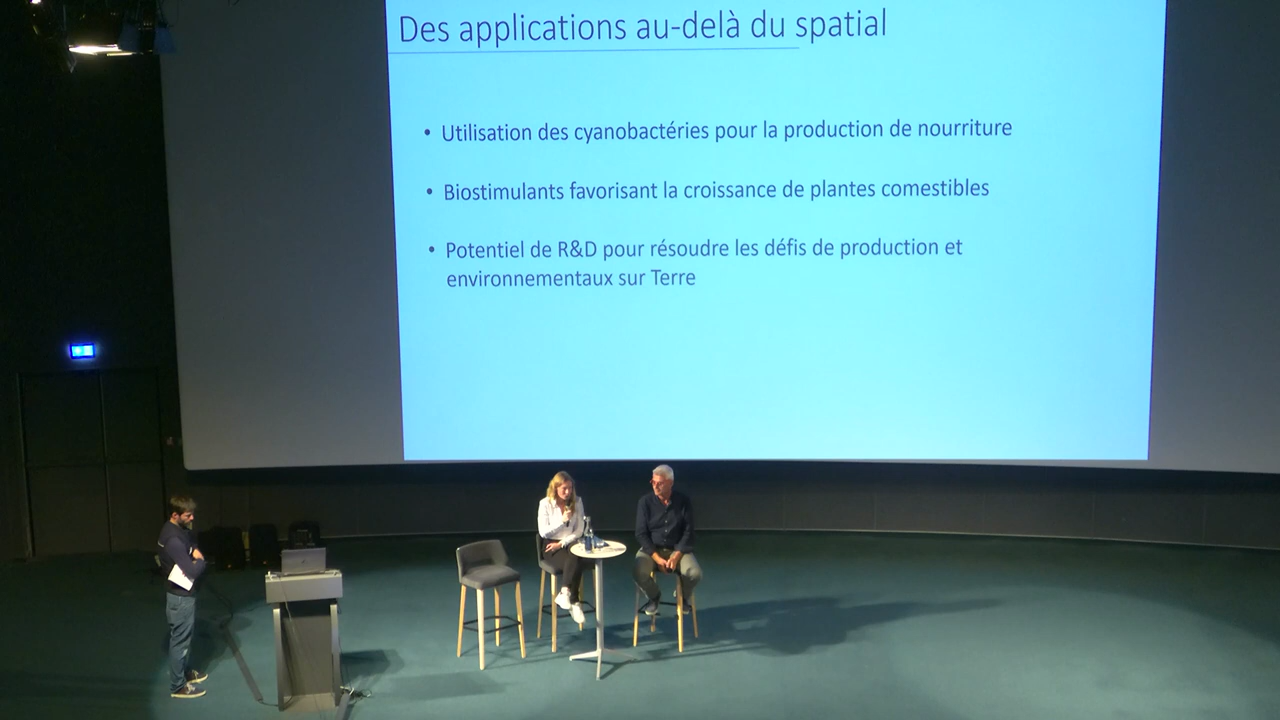 Des applications au-delà du spatial
• Utilisation des cyanobactéries pour la production de nourriture
• Biostimulants favorisant la croissance de plantes comestibles
• Potentiel de R&D pour résoudre les défis de production et
environnementaux sur Terre